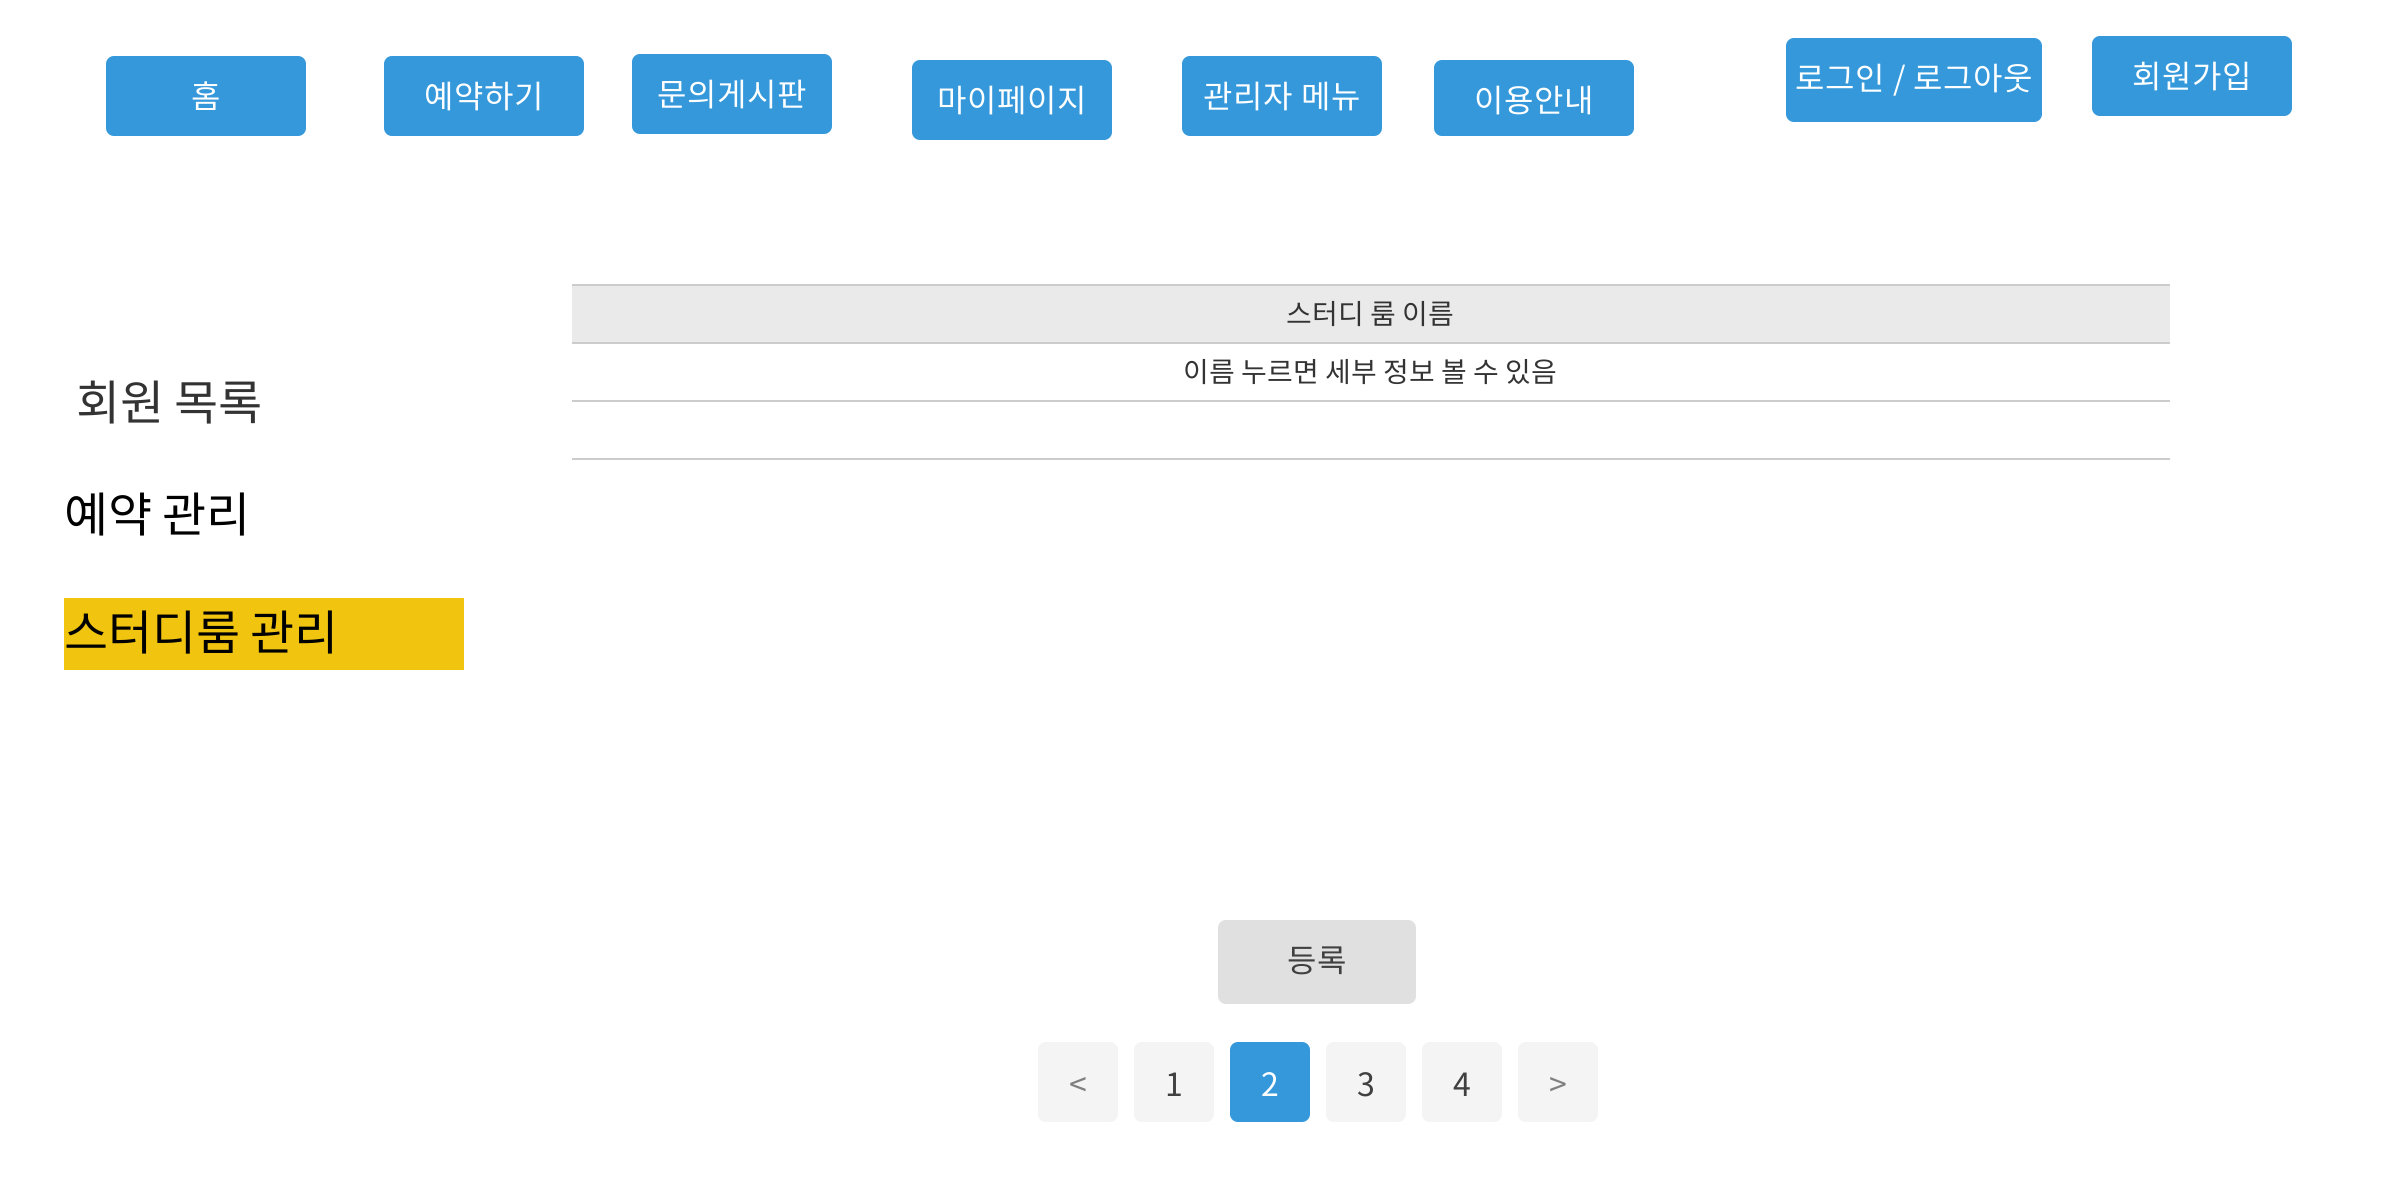 홈
예약하기
문의게시판
마이페이지
관리자 메뉴
이용안내
로그인 / 로그아웃
회원가입
회원 목록
예약 관리
스터디룸 관리
스터디 룸 이름
이름 누르면 세부 정보 볼 수 있음
등록
< 1 2 3 4 >